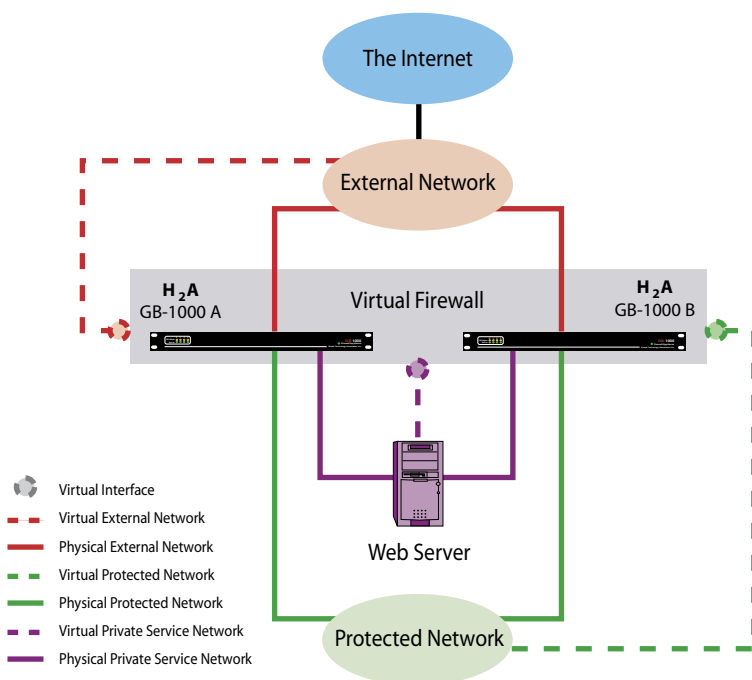 The Internet
External Network
H2A
GB-1000 A
Virtual Firewall
H2A
GB-1000 B
Web Server
Protected Network
Virtual Interface
Virtual External Network
Physical External Network
Virtual Protected Network
Physical Protected Network
Virtual Private Service Network
Physical Private Service Network